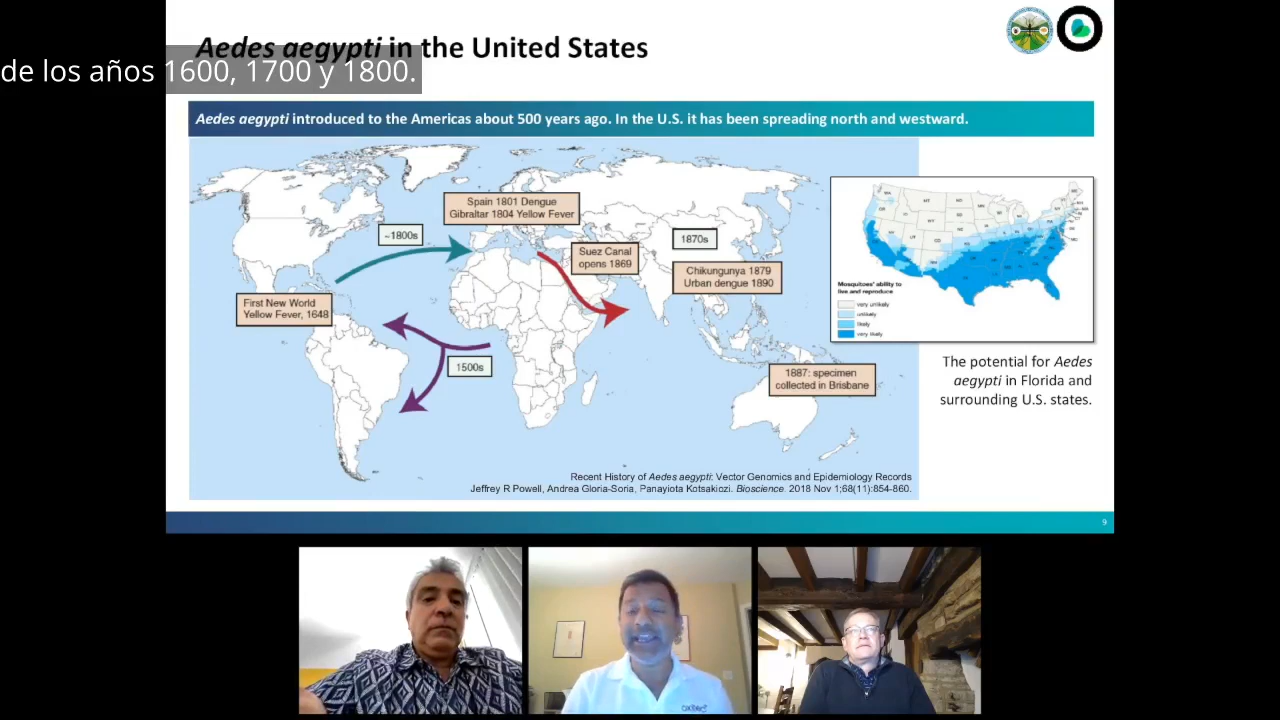 Aedes aegypti in the United States
de los años 1600, 1700 y 1800.
Aedes aegypti introduced to the Americas about 500 years ago. In the U.S. it has been spreading north and westward.
Spain 1801 Dengue
Gibraltar 1804 Yellow Fever
~1800s
1870s
Suez Canal
opens 1869
Chikungunya 1879
Urban dengue 1890
First New World
Yellow Fever, 1648
1500s
1887: specimen
collected in Brisbane
Mosquitoes' ability to
live and reproduce
very unlikely
unlikely
likely
very likely
The potential for Aedes
aegypti in Florida and
surrounding U.S. states.
Recent History of Aedes aegypti: Vector Genomics and Epidemiology Records
Jeffrey R Powell, Andrea Gloria-Soria, Panayiota Kotsakiozi. Bioscience. 2018 Nov 1;68(11):854-860.
9